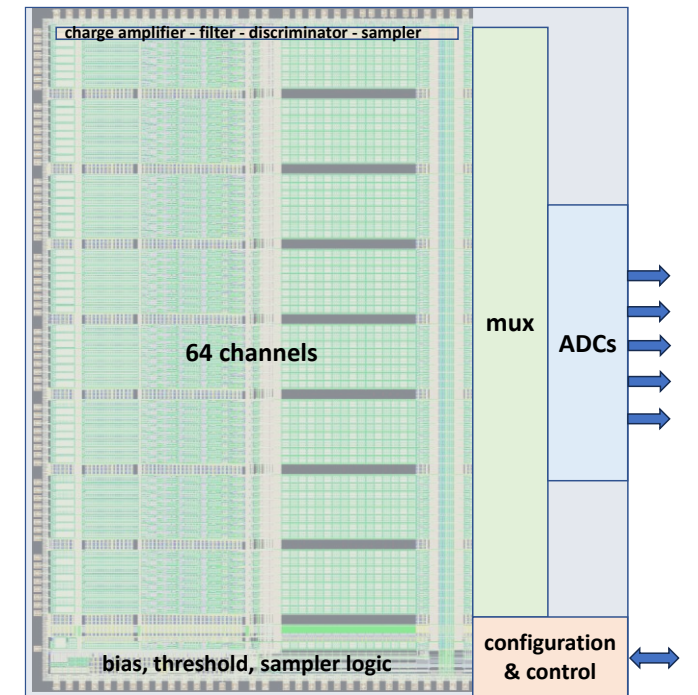 charge amplifier - filter - discriminator - sampler
64 channels
mux
ADCs
bias, threshold, sampler logic
configuration
& control